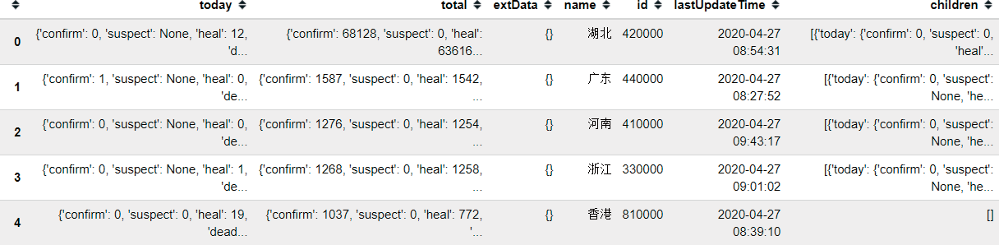 today total extData name id lastUpdateTime children
0 {'confirm': 0, 'suspect': None, 'heal': 12, {'confirm': 68128, 'suspect': 0, 'heal': {} 湖北 420000 2020-04-27 [{'today': {'confirm': 0, 'suspect': 0,
'd... 63616... 08:54:31 'heal'...
1 {'confirm': 1, 'suspect': None, 'heal': 0, {'confirm': 1587, 'suspect': 0, 'heal': 1542, {} 广东 440000 2020-04-27 [{'today': {'confirm': 0, 'suspect':
'de... ... 08:27:52 None, 'he...
2 {'confirm': 0, 'suspect': None, 'heal': 0, {'confirm': 1276, 'suspect': 0, 'heal': 1254, {} 河南 410000 2020-04-27 [{'today': {'confirm': 0, 'suspect':
'de... ... 09:43:17 None, 'he...
3 {'confirm': 0, 'suspect': None, 'heal': 1, {'confirm': 1268, 'suspect': 0, 'heal': 1258, {} 浙江 330000 2020-04-27 [{'today': {'confirm': 0, 'suspect':
'de... ... 09:01:02 None, 'he...
4 {'confirm': 0, 'suspect': 0, 'heal': 19, {'confirm': 1037, 'suspect': 0, 'heal': 772, {} 香港 810000 2020-04-27 []
'dead... '... 08:39:10